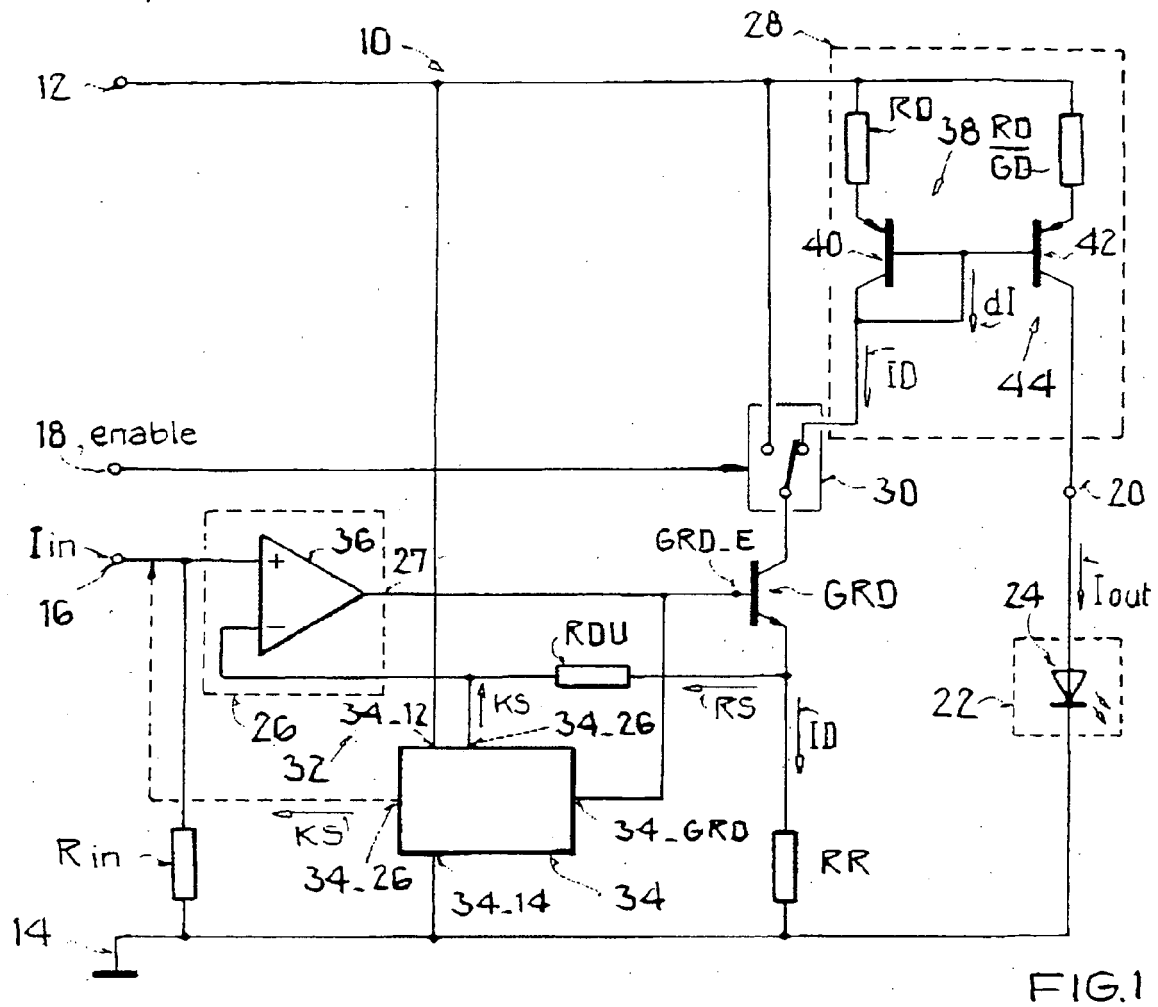 28
10
12
RD
38
RD
GD
40
42
dI
44
ID
18, enable
30
20
Iin
16
36
27
GRD_E
GRD
Iout
24
RDU
RS
KS
34_12
34_26
26
32
22
ID
KS'
34_GRD
Rin
34_26
34_14
34
RR
14
FIG.1